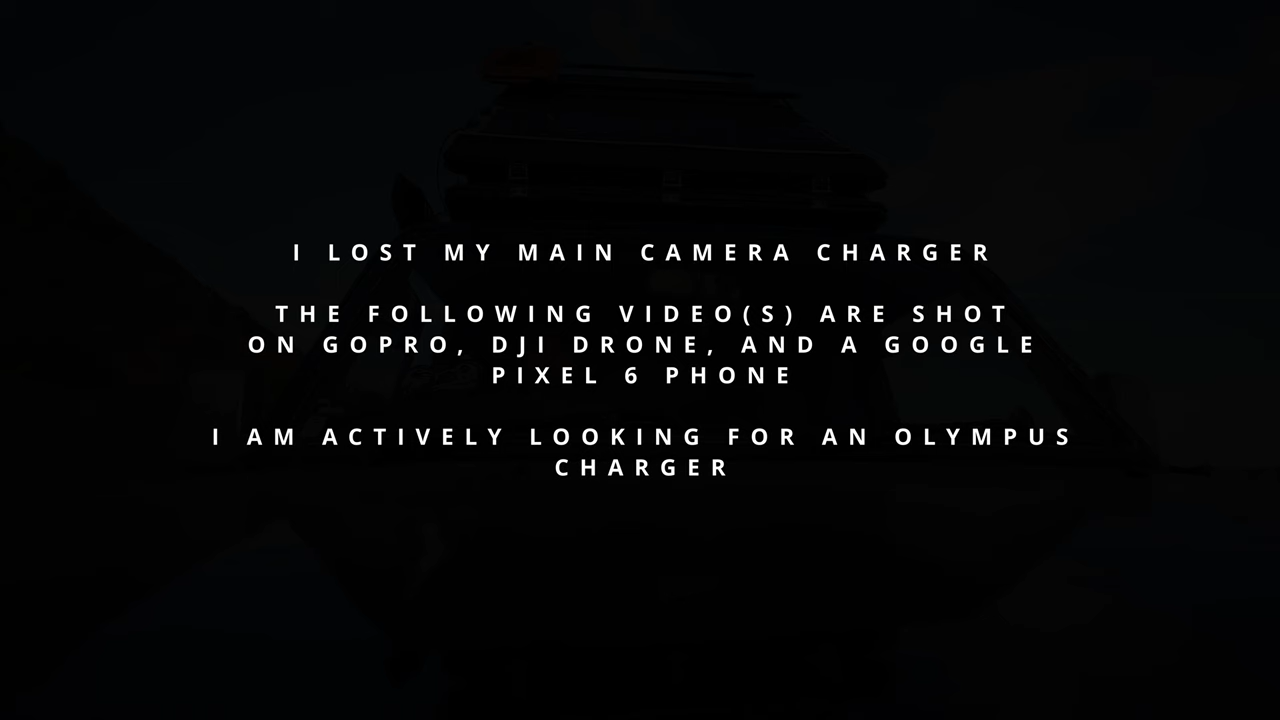 I LOST MY MAIN CAMERA CHARGER
THE FOLLOWING VIDEO(S) ARE SHOT
ON GOPRO, DJI DRONE, AND A GOOGLE
PIXEL 6 PHONE
I AM ACTIVELY LOOKING FOR AN OLYMPUS
CHARGER